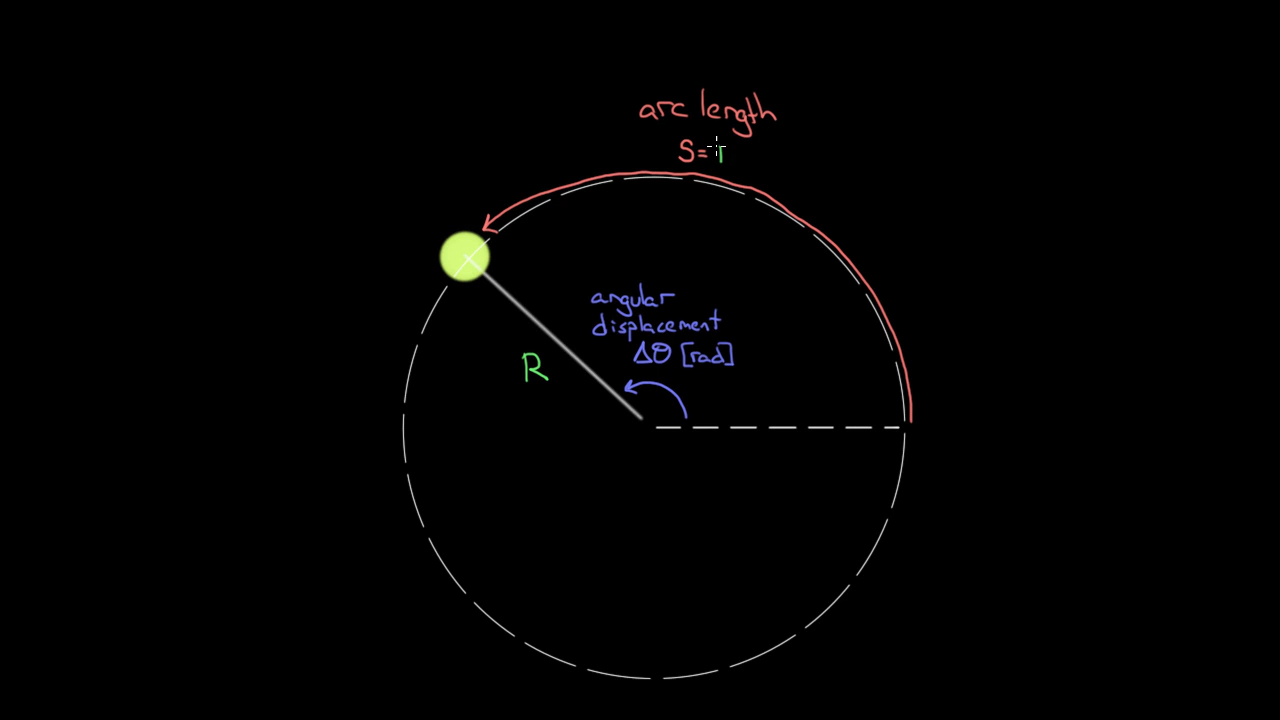 arc length
S=
angular
displacement
Δθ [rad]
R